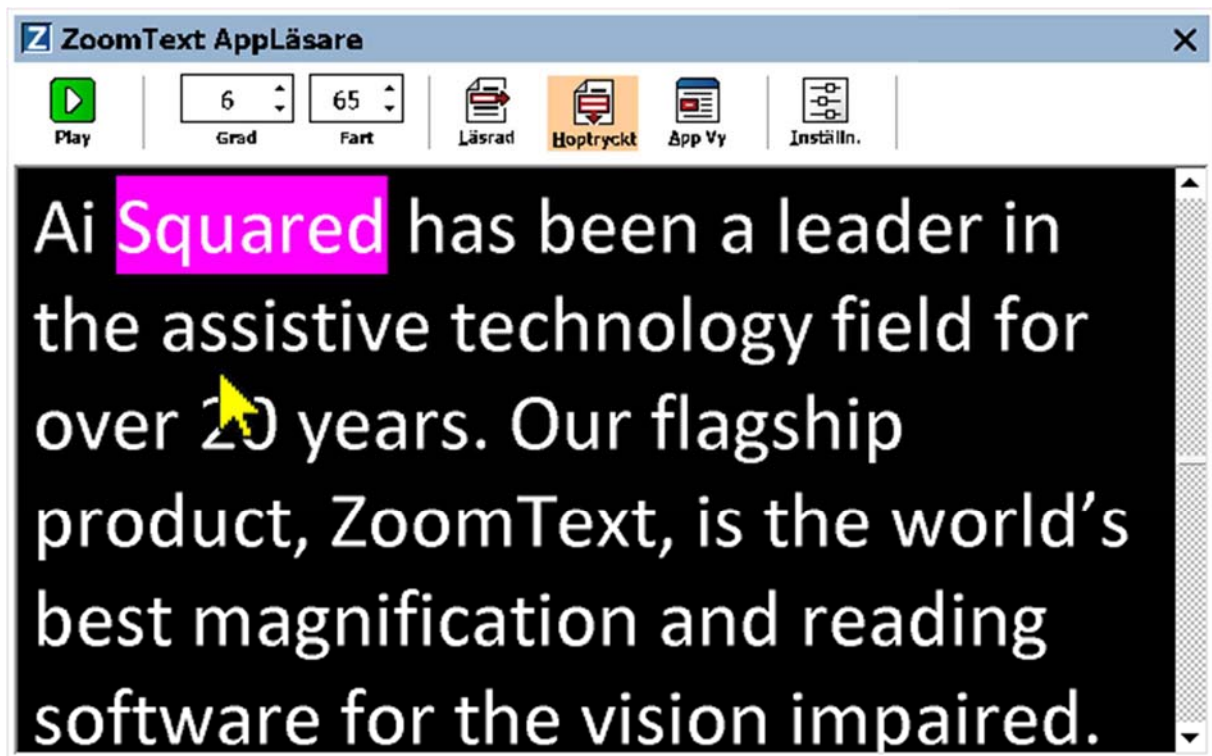 ZoomText AppLäsare
6 65
Play Grad Fart Läsrad Hoptryckt App Vy Inställn.
Ai Squared has been a leader in
the assistive technology field for
over 20 years. Our flagship
product, ZoomText, is the world’s
best magnification and reading
software for the vision impaired.